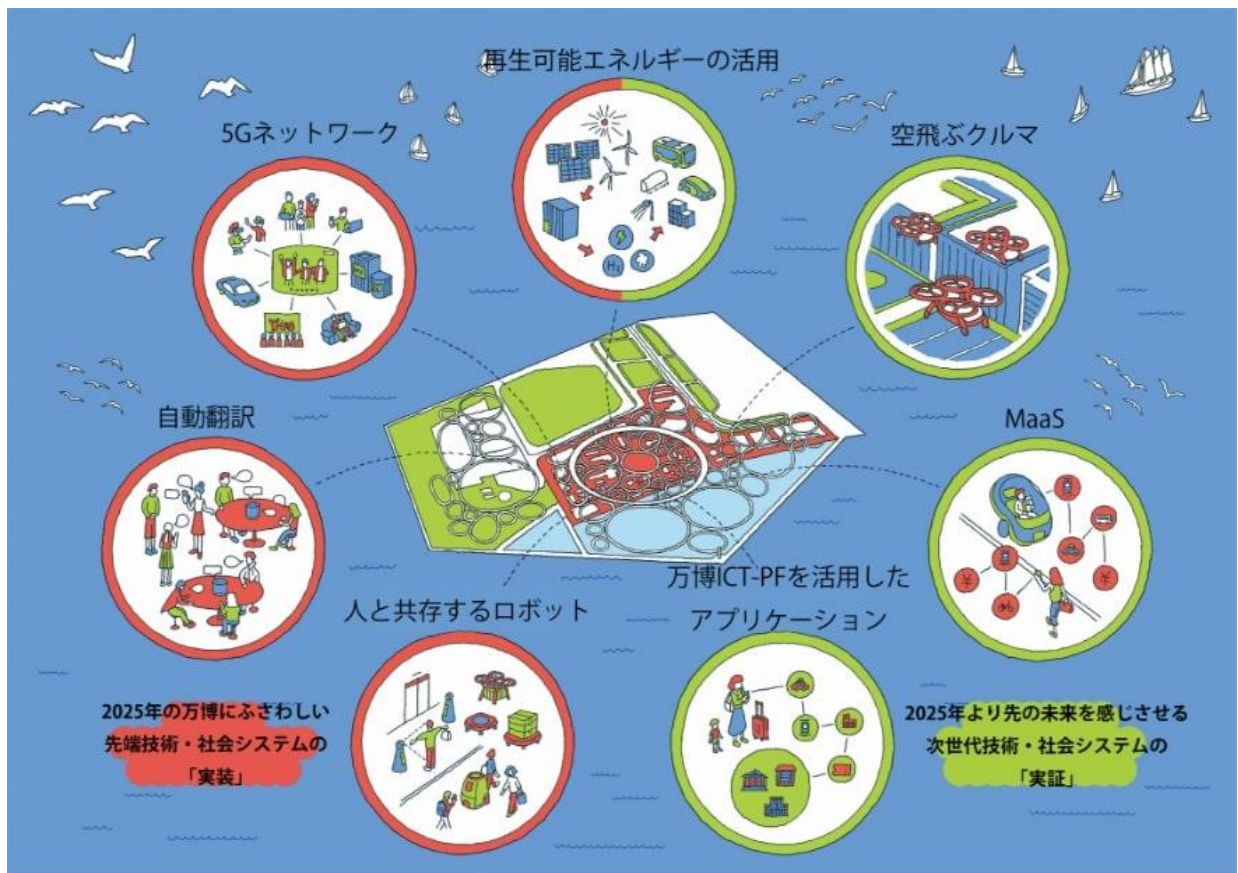 再生可能エネルギーの活用
5Gネットワーク
空飛ぶクルマ
H₂
自動翻訳
MaaS
¥
¥
万博ICT-PFを活用した
アプリケーション
人と共存するロボット
2025年の万博にふさわしい
先端技術・社会システムの
「実装」
2025年より先の未来を感じさせる
次世代技術・社会システムの
「実証」